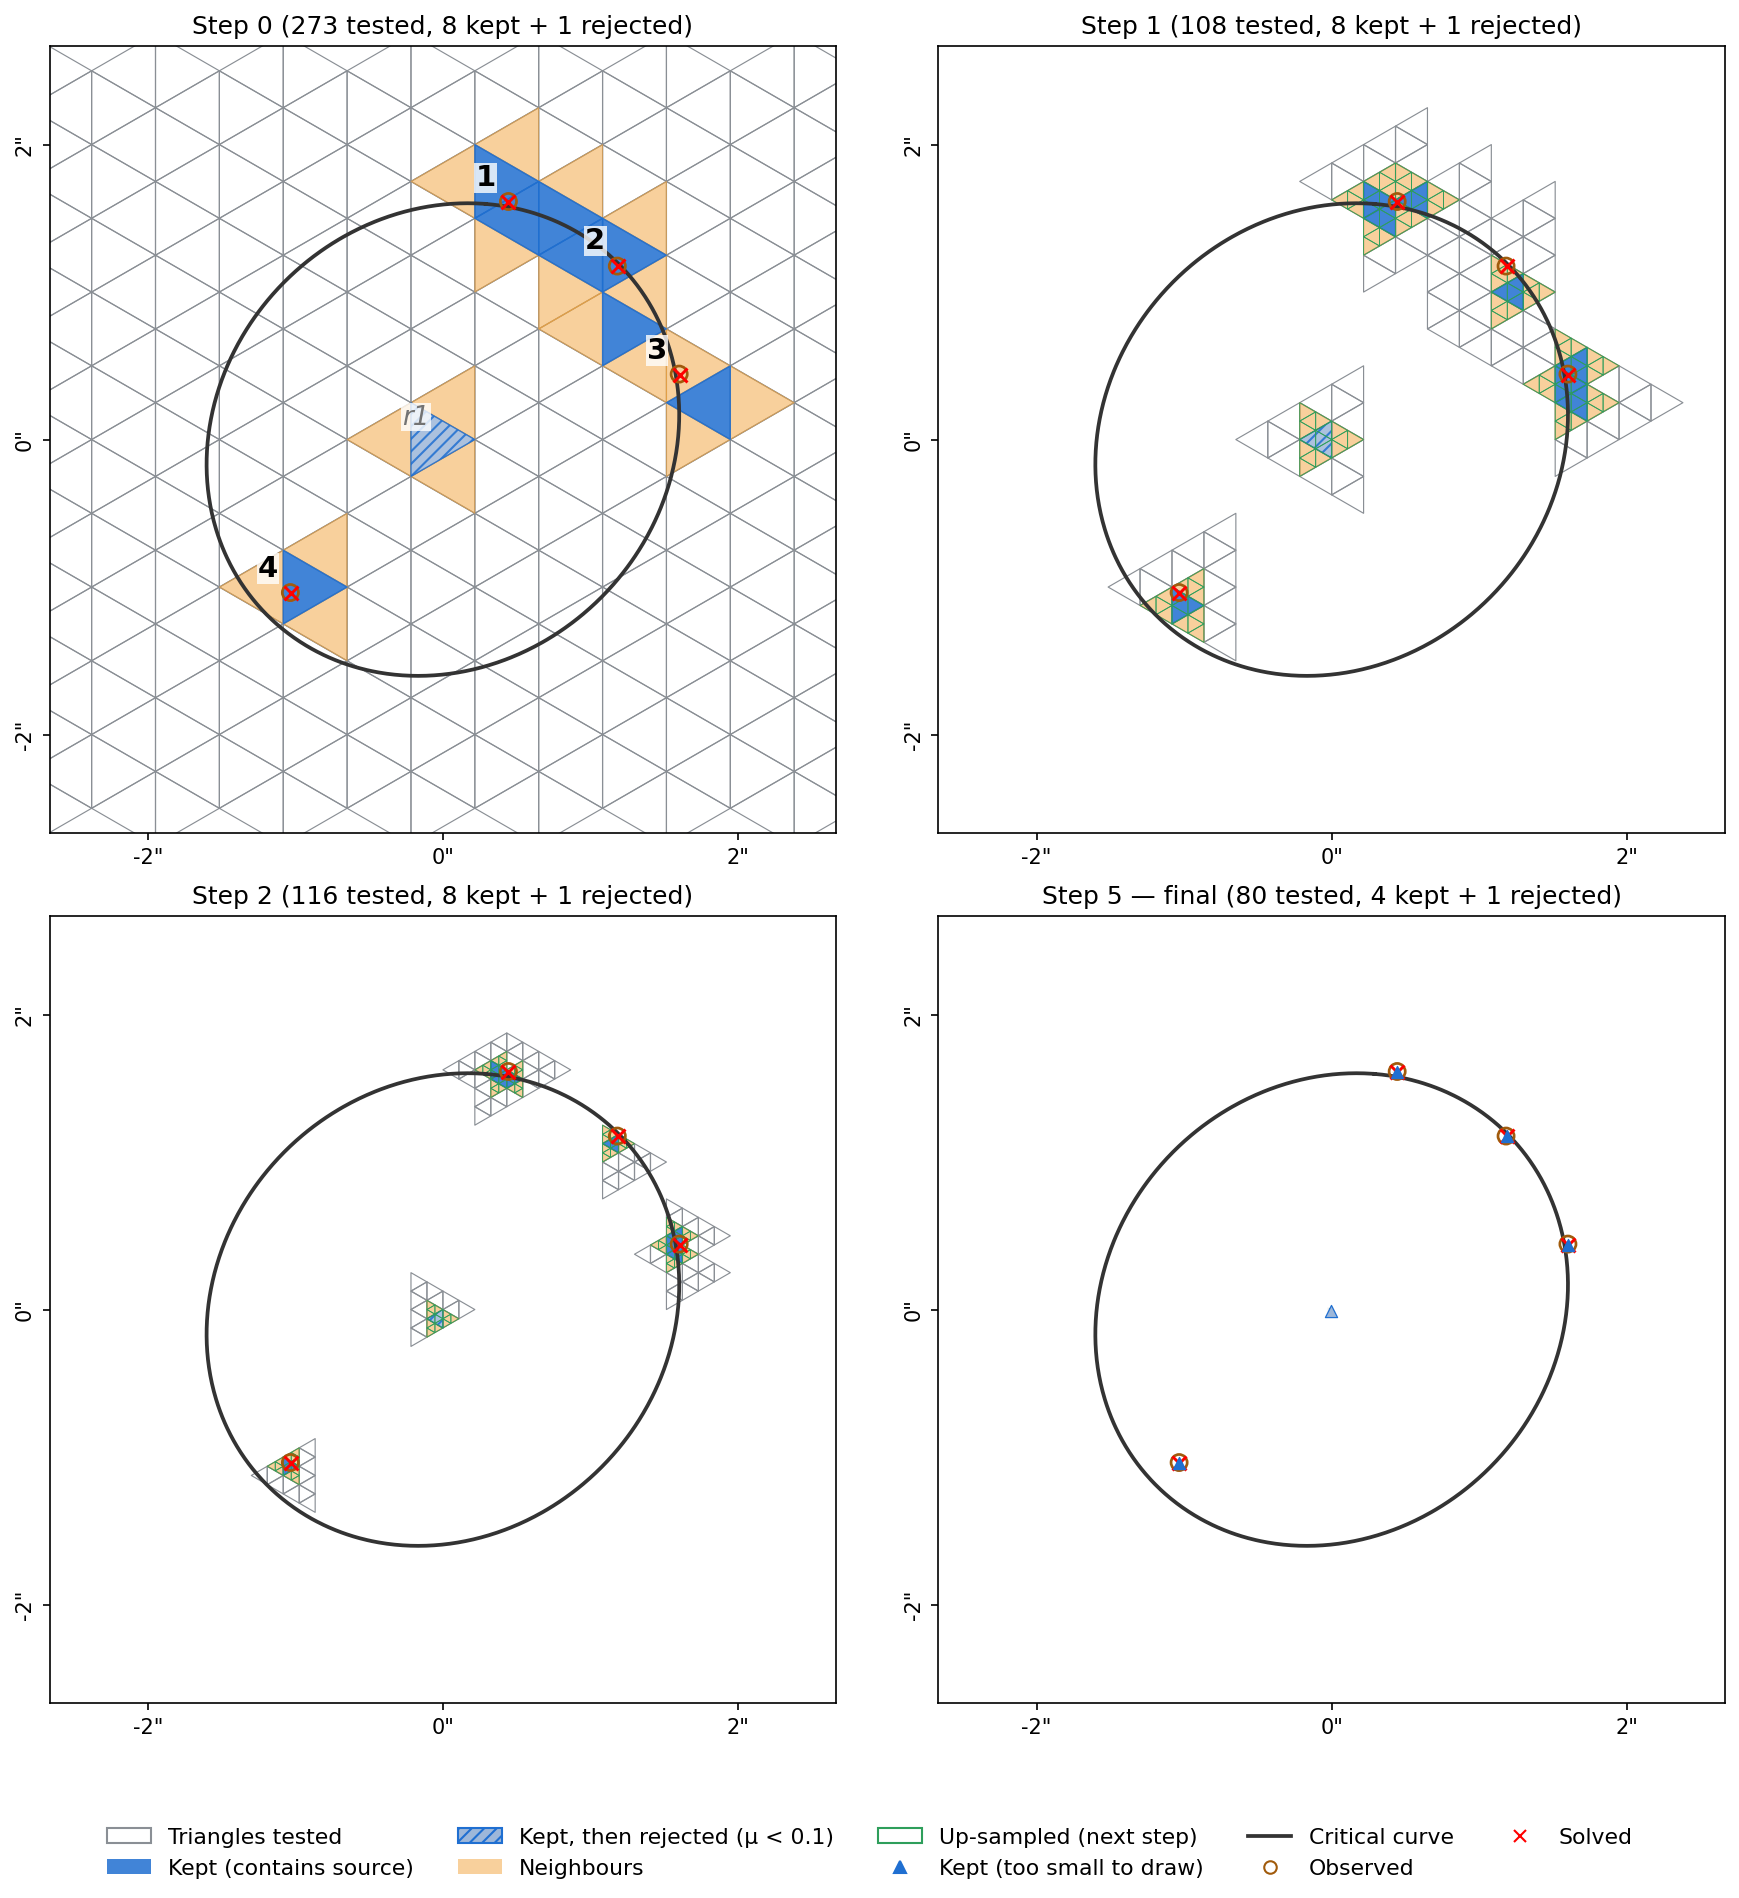 Step 0 (273 tested, 8 kept + 1 rejected)
2"
0"
-2"
1
2
3
r1
4
-2" 0" 2"
Step 1 (108 tested, 8 kept + 1 rejected)
2"
0"
-2"
-2" 0" 2"
Step 2 (116 tested, 8 kept + 1 rejected)
2"
0"
-2"
-2" 0" 2"
Step 5 — final (80 tested, 4 kept + 1 rejected)
2"
0"
-2"
-2" 0" 2"
Triangles tested
Kept (contains source)
Kept, then rejected (μ < 0.1)
Neighbours
Up-sampled (next step)
Kept (too small to draw)
Critical curve
Observed
Solved